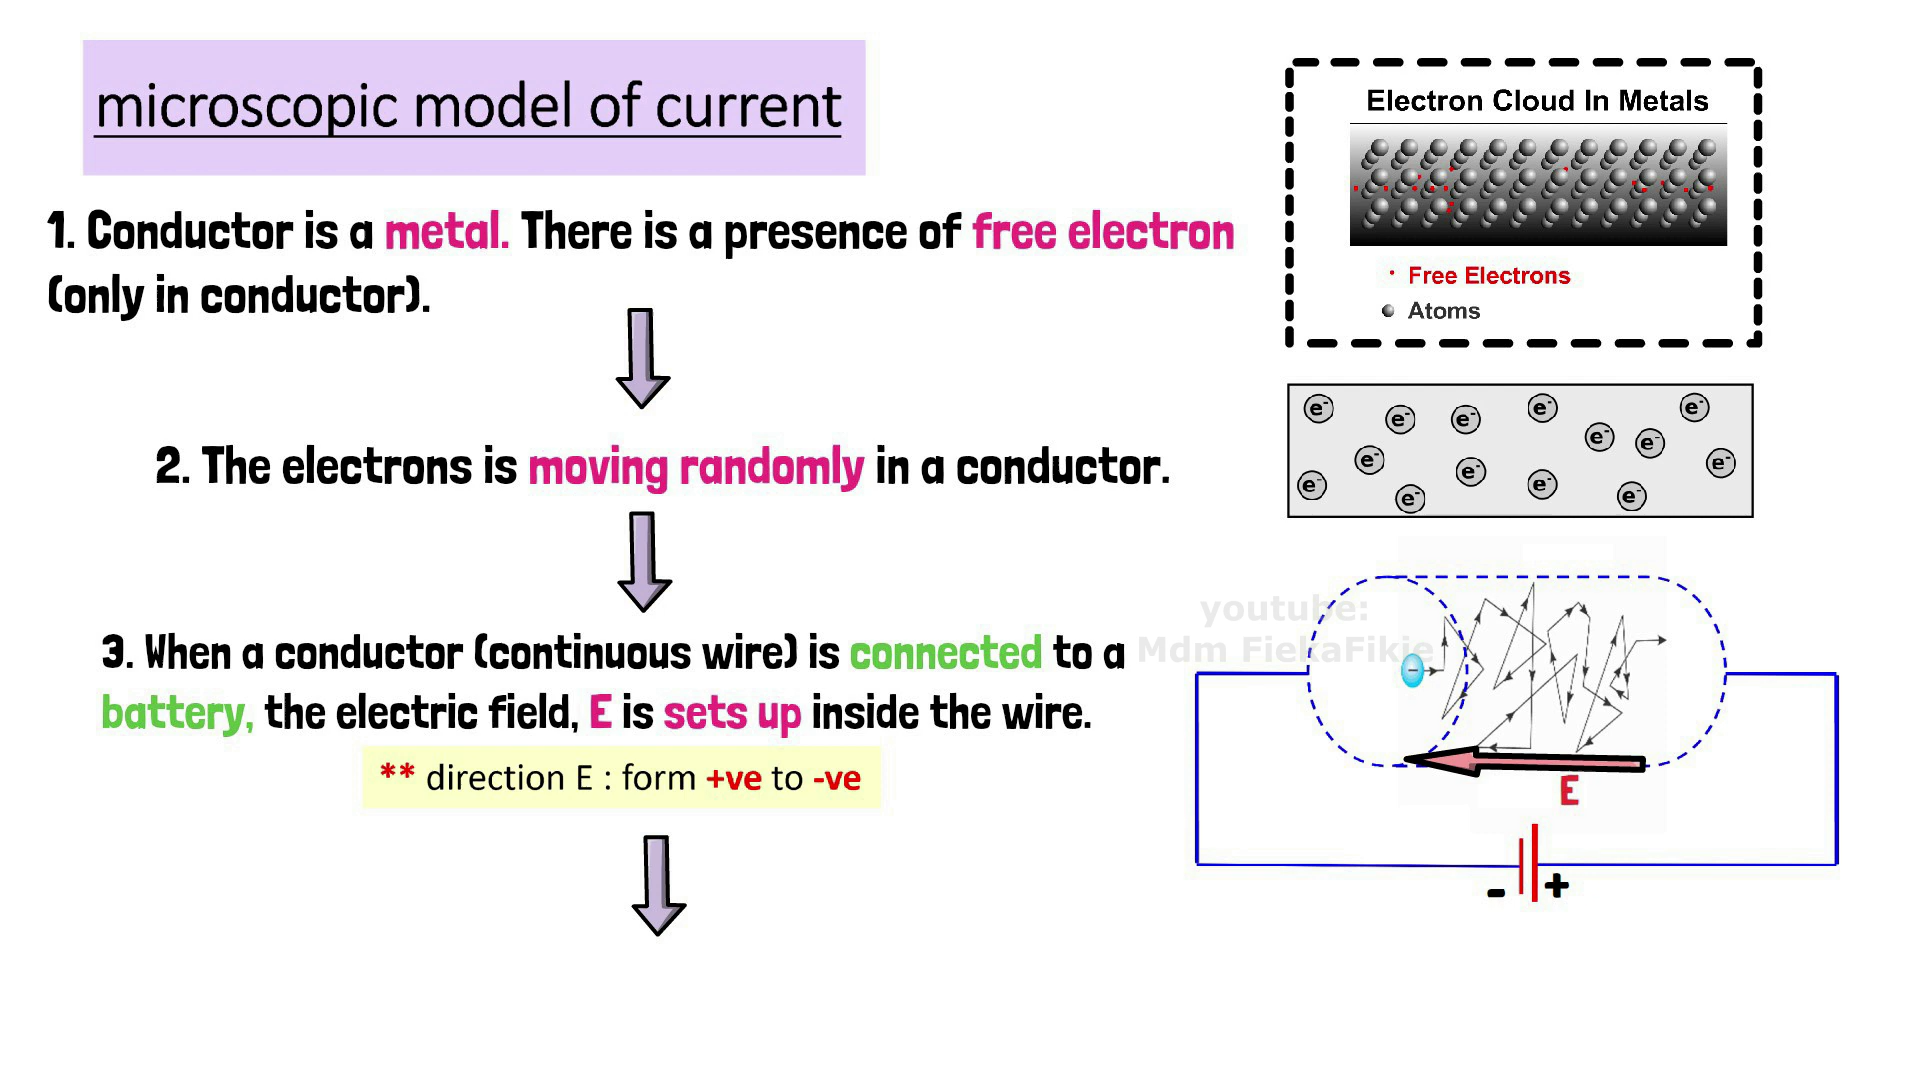 microscopic model of current
1. Conductor is a metal. There is a presence of free electron
(only in conductor).
2. The electrons is moving randomly in a conductor.
3. When a conductor (continuous wire) is connected to a
battery, the electric field, E is sets up inside the wire.
** direction E : form +ve to -ve
Electron Cloud In Metals
Free Electrons
Atoms
e- e- e- e- e- e- e- e- e- e- e- e- e- e- e-
youtube:
Mdm FiekaFikie
-
E
- +